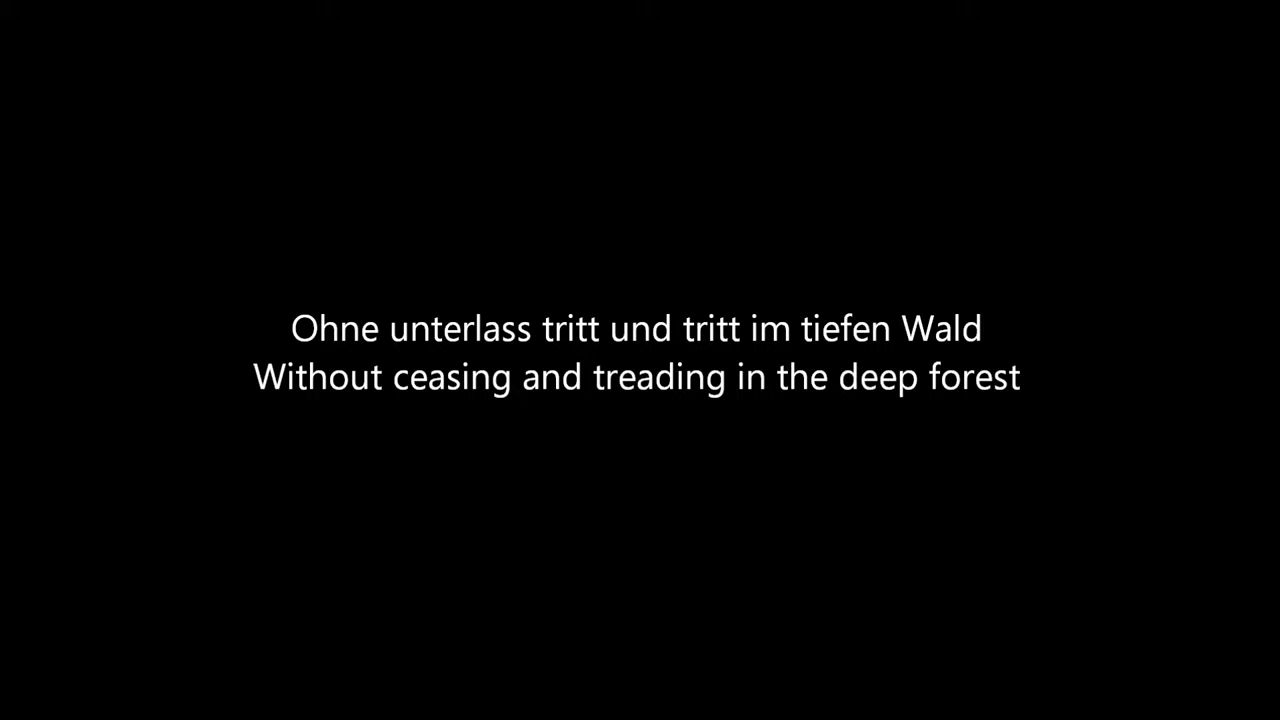 Ohne unterlass tritt und tritt im tiefen Wald
Without ceasing and treading in the deep forest